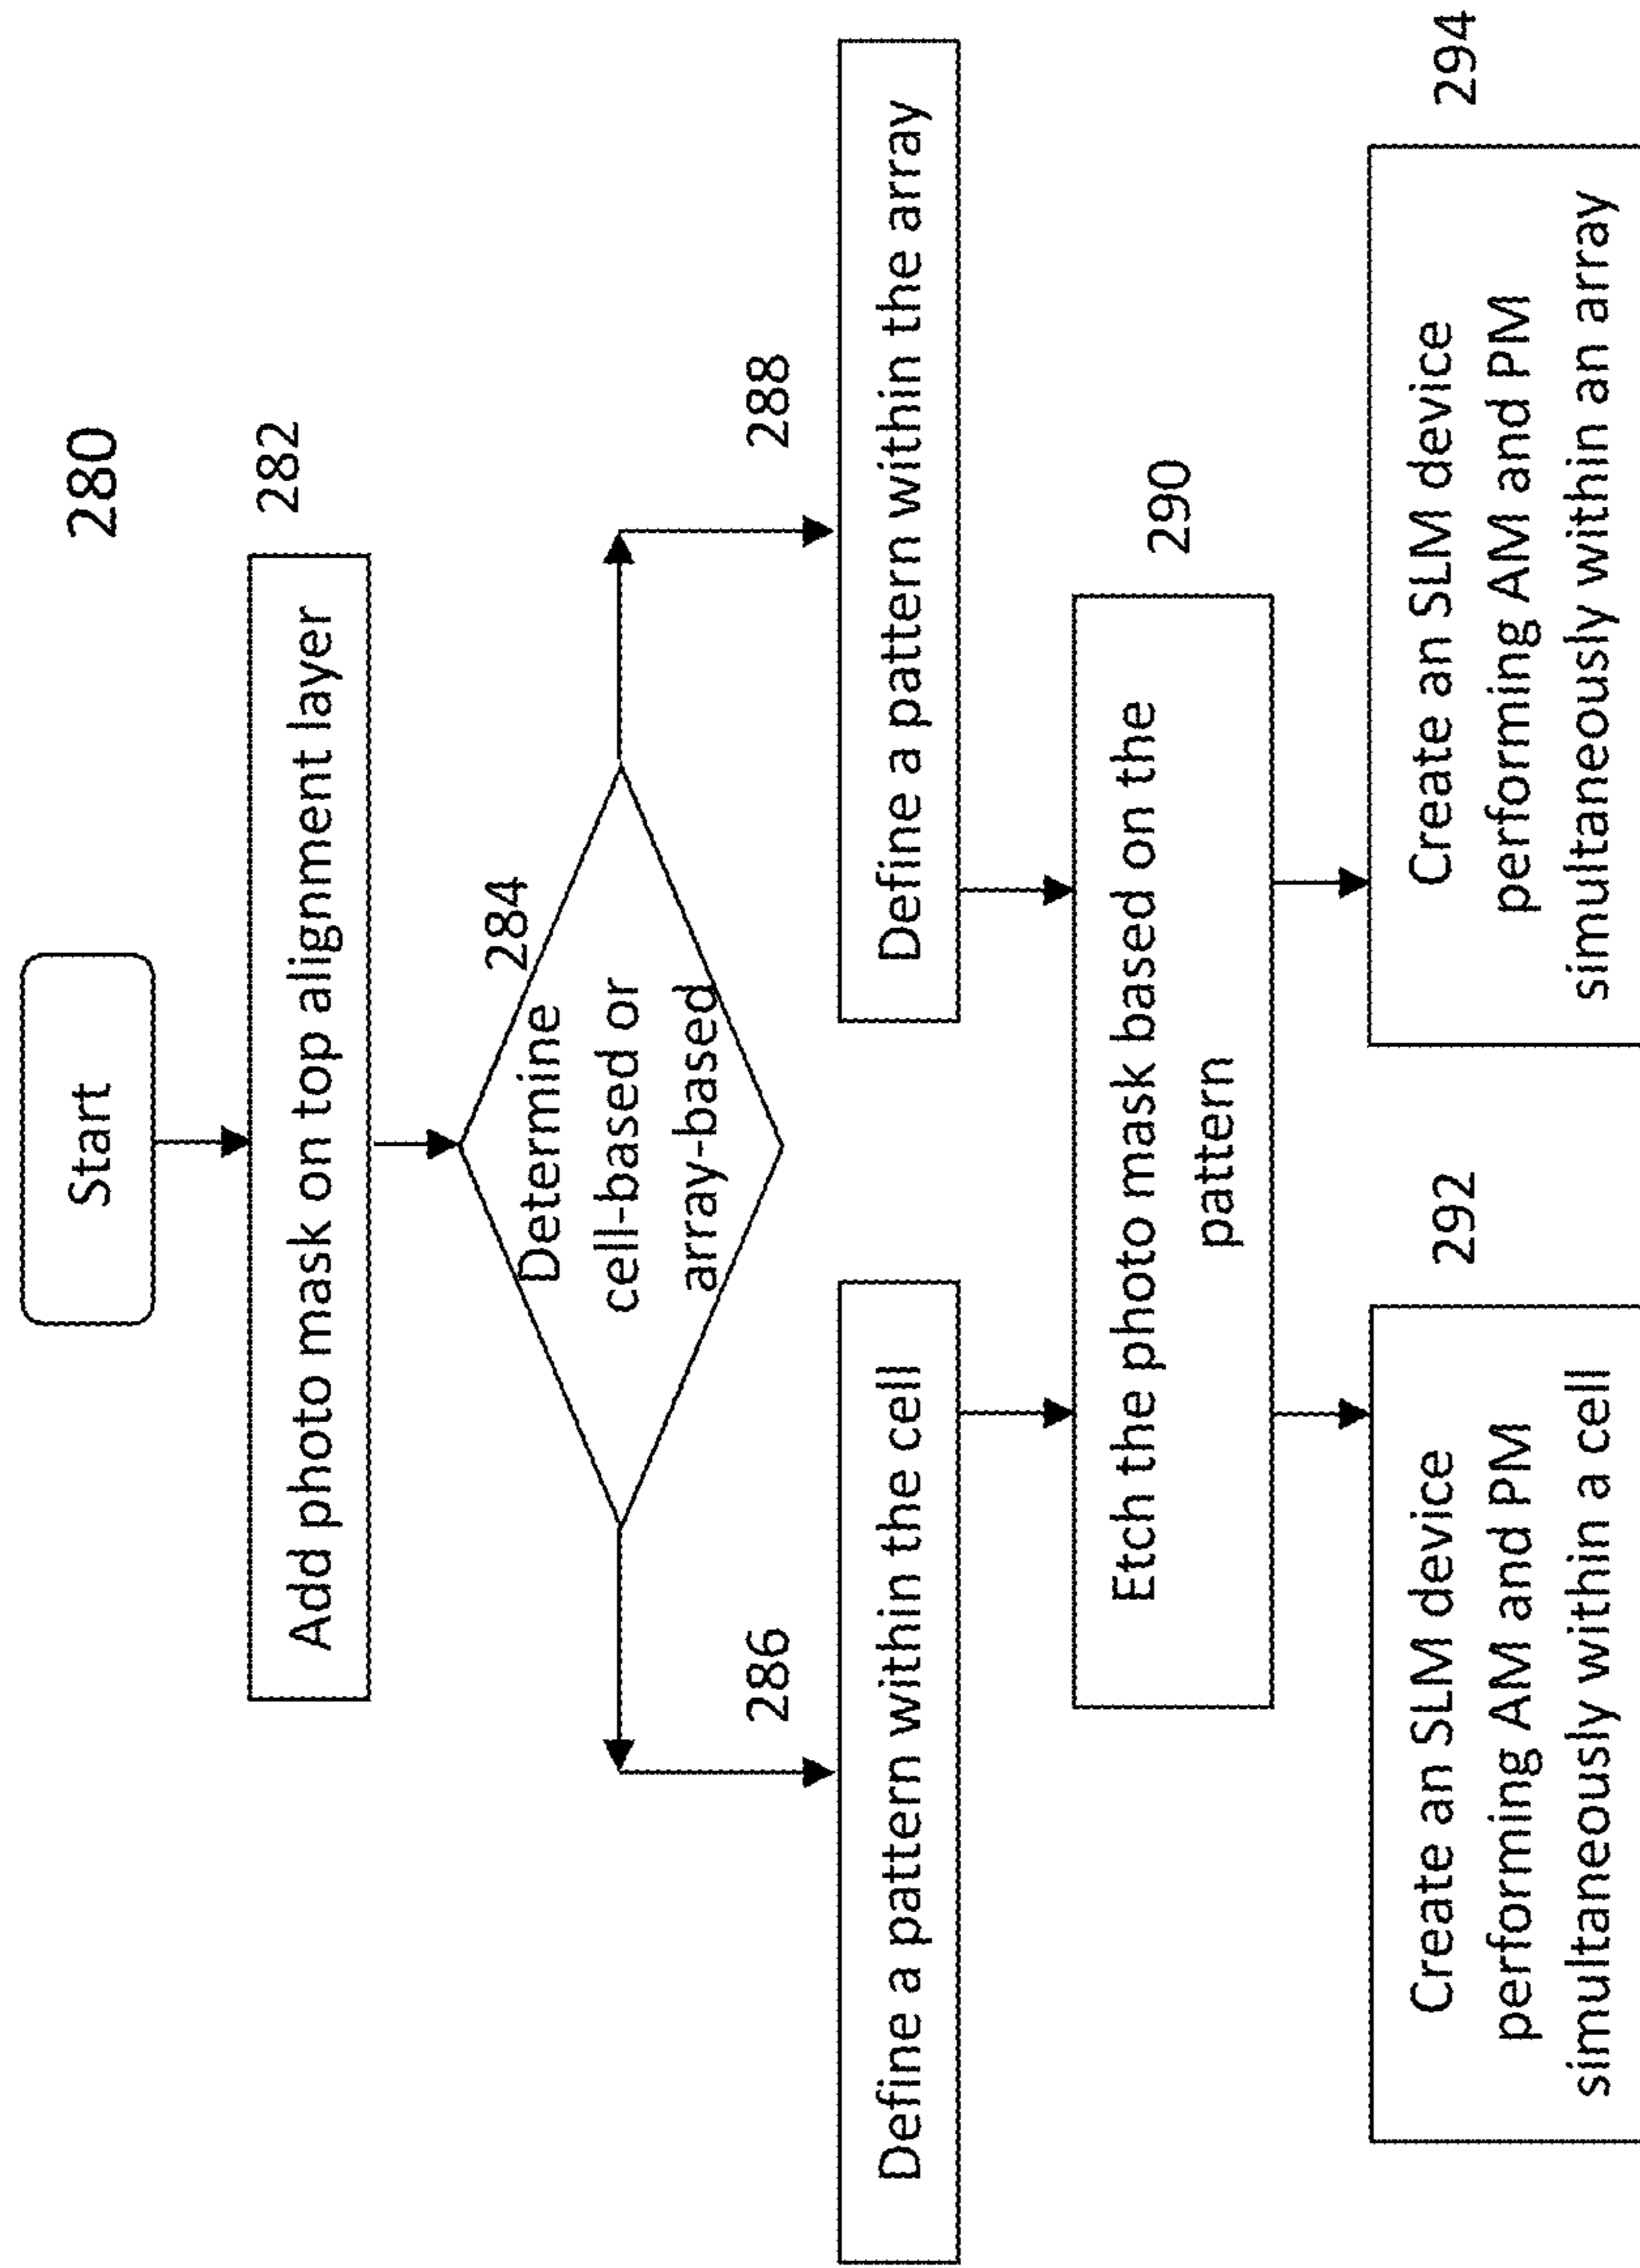 280
Start
282
Add photo mask on top alignment layer
284
Determine
cell-based or
array-based
286
288
Define a pattern within the cell
Define a pattern within the array
290
Etch the photo mask based on the
pattern
292
294
Create an SLM device
performing AM and PM
simultaneously within a cell
Create an SLM device
performing AM and PM
simultaneously within an array